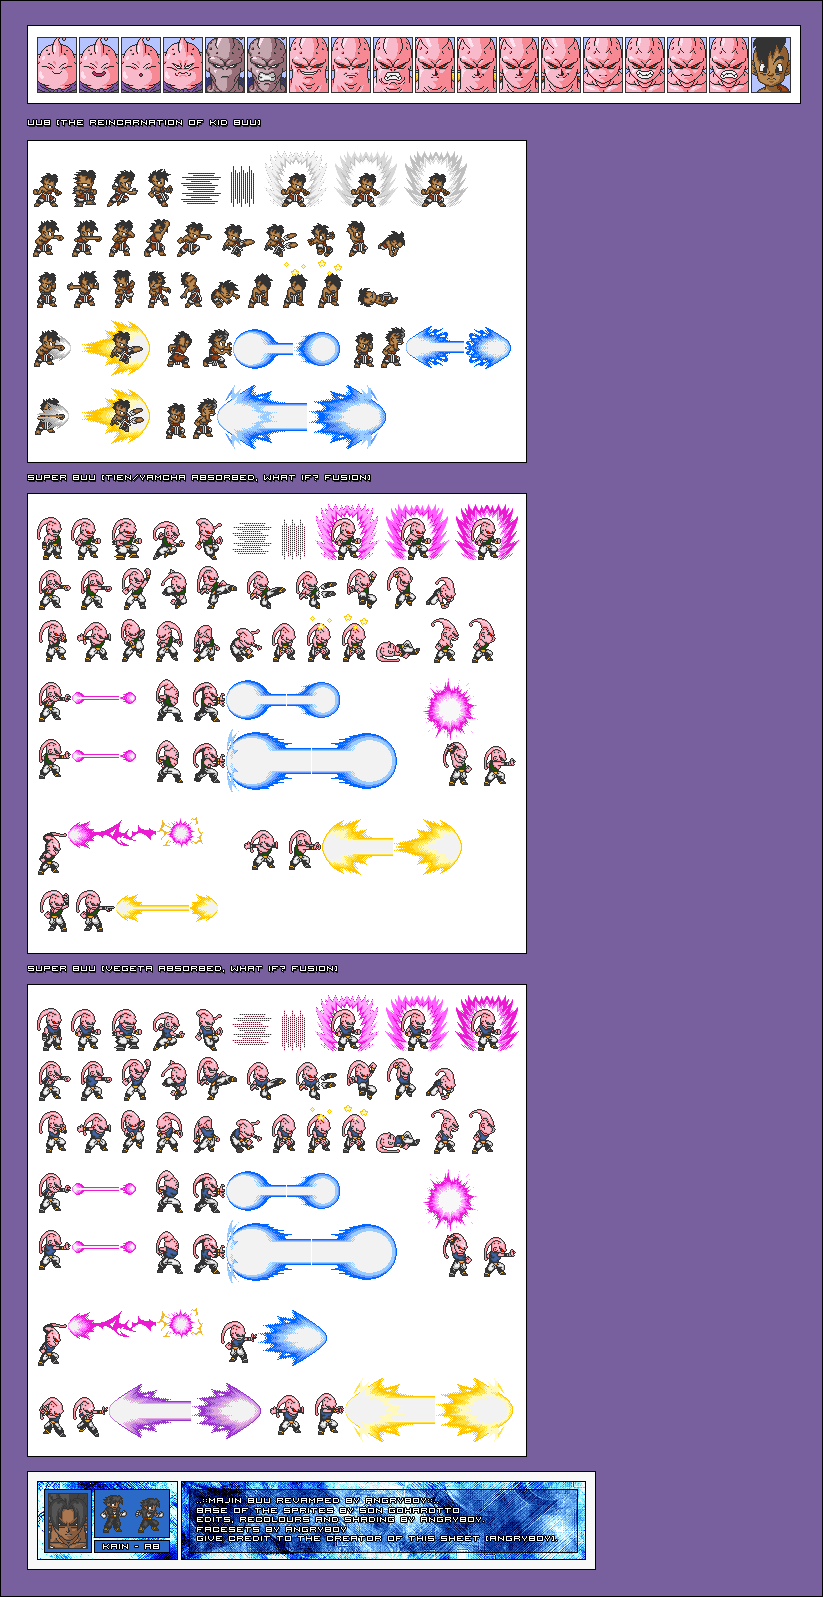 UUB (THE REINCARNATION OF KID BUU)
SUPER BUU (TIEN/YAMCHA ABSORBED, WHAT IF? FUSION)
SUPER BUU (VEGETA ABSORBED, WHAT IF? FUSION)
..::MAJIN BUU REVAMPED BY ANGRYBOY::..
BASE OF THE SPRITES BY SON GOHAROTTO
EDITS, RECOLOURS AND SHADING BY ANGRYBOY.
FACESETS BY ANGRYBOY
GIVE CREDIT TO THE CREATOR OF THIS SHEET (ANGRYBOY).
KAIN - AB